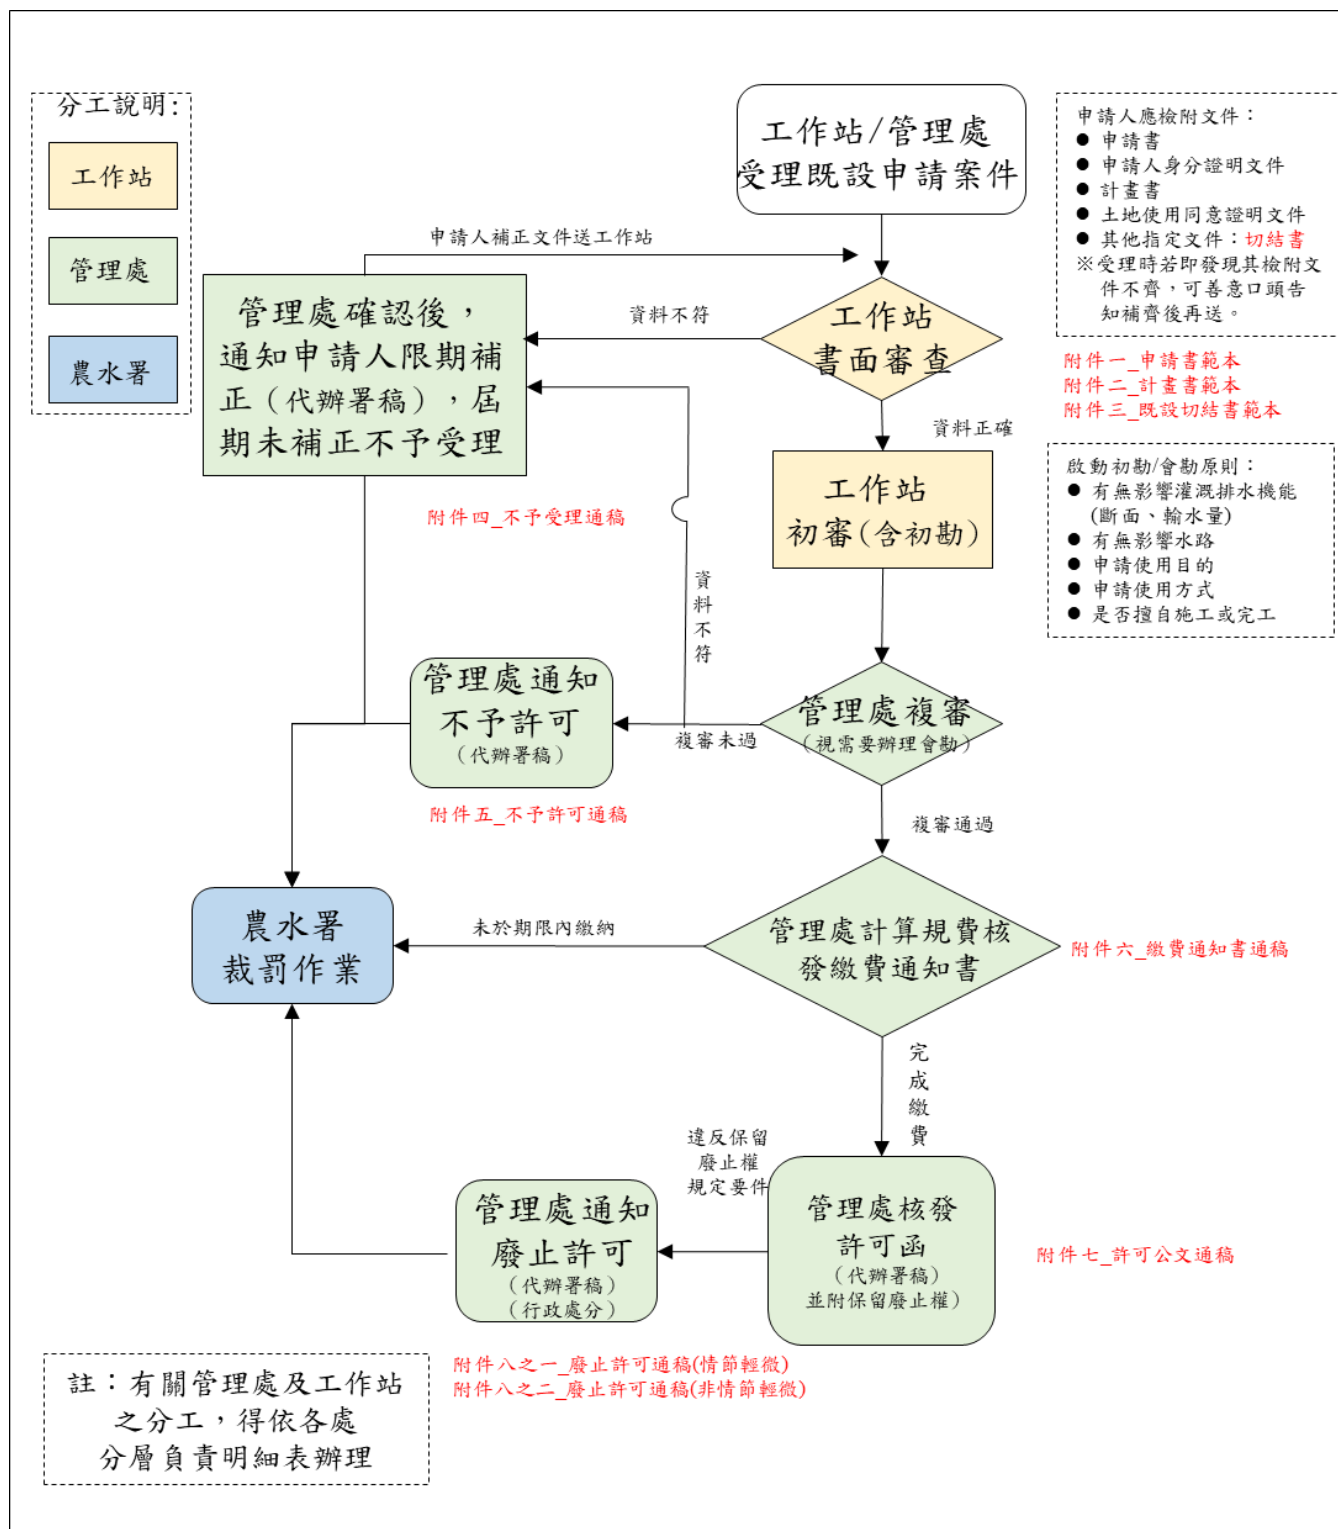 分工說明:
工作站
管理處
農水署
工作站/管理處
受理既設申請案件
申請人應檢附文件：
● 申請書
● 申請人身分證明文件
● 計畫書
● 土地使用同意證明文件
● 其他指定文件：切結書
※受理時若即發現其檢附文
件不齊，可善意口頭告
知補齊後再送。
附件一_申請書範本
附件二_計畫書範本
附件三_既設切結書範本
申請人補正文件送工作站
管理處確認後，
通知申請人限期補
正（代辦署稿），屆
期未補正不予受理
資料不符
工作站
書面審查
資料正確
附件四_不予受理通稿
工作站
初審(含初勘)
啟動初勘/會勘原則：
● 有無影響灌溉排水機能
(斷面、輸水量)
● 有無影響水路
● 申請使用目的
● 申請使用方式
● 是否擅自施工或完工
資
料
不
符
管理處通知
不予許可
（代辦署稿）
複審未過
管理處複審
（視需要辦理會勘）
附件五_不予許可通稿
複審通過
農水署
裁罰作業
未於期限內繳納
管理處計算規費核
發繳費通知書
附件六_繳費通知書通稿
完
成
繳
費
違反保留
廢止權
規定要件
管理處通知
廢止許可
（代辦署稿）
（行政處分）
管理處核發
許可函
（代辦署稿）
並附保留廢止權）
附件七_許可公文通稿
附件八之一_廢止許可通稿(情節輕微)
附件八之二_廢止許可通稿(非情節輕微)
註：有關管理處及工作站
之分工，得依各處
分層負責明細表辦理